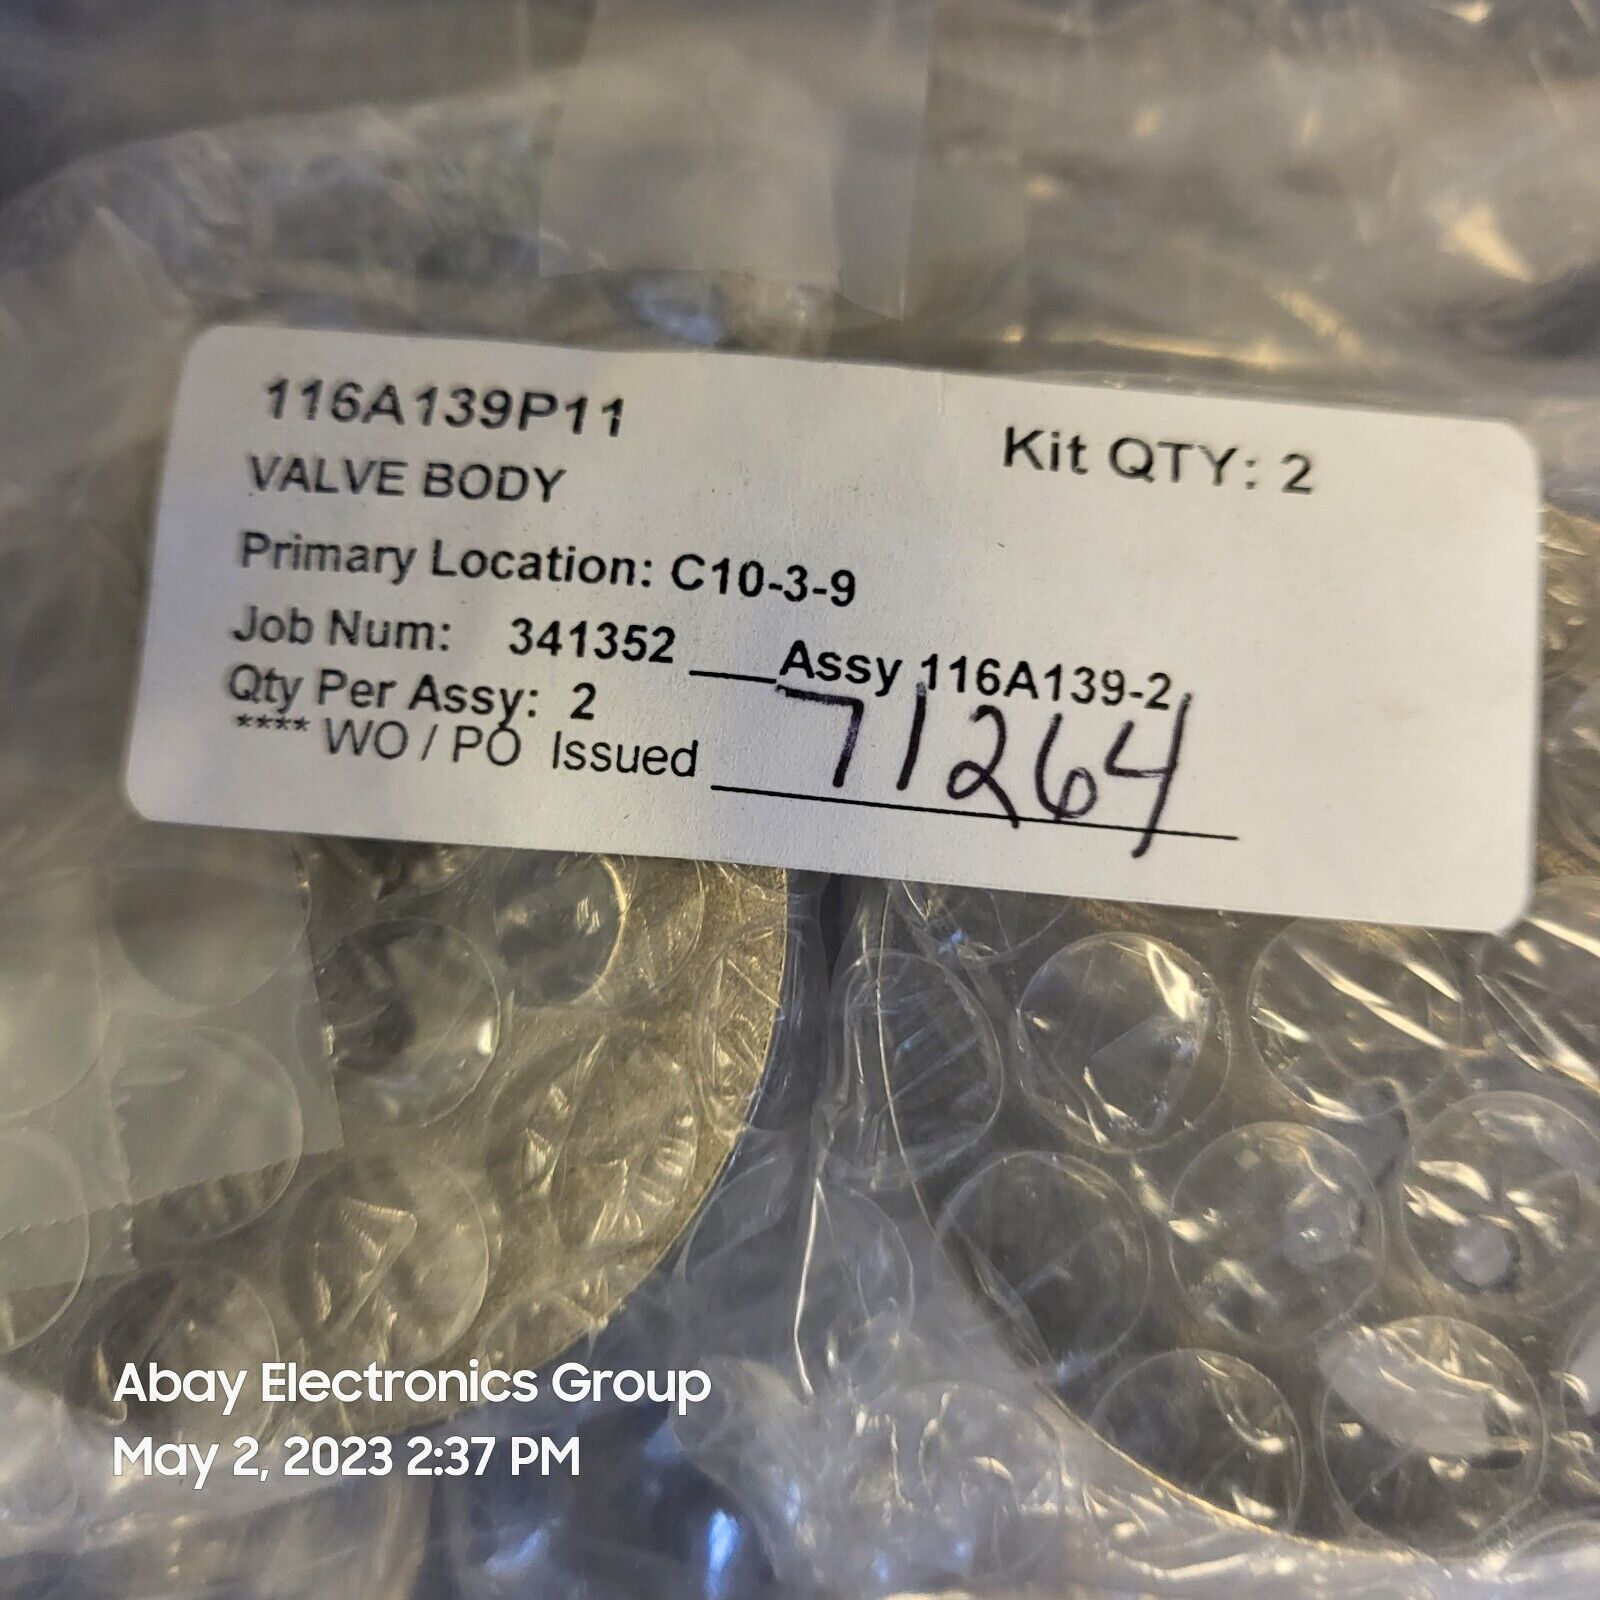 116A139P11
Kit QTY: 2
VALVE BODY
Primary Location: C10-3-9
Job Num: 341352 ___Assy 116A139-2
Qty Per Assy: 2
**** WO / PO Issued 71264
Abay Electronics Group
May 2, 2023 2:37 PM